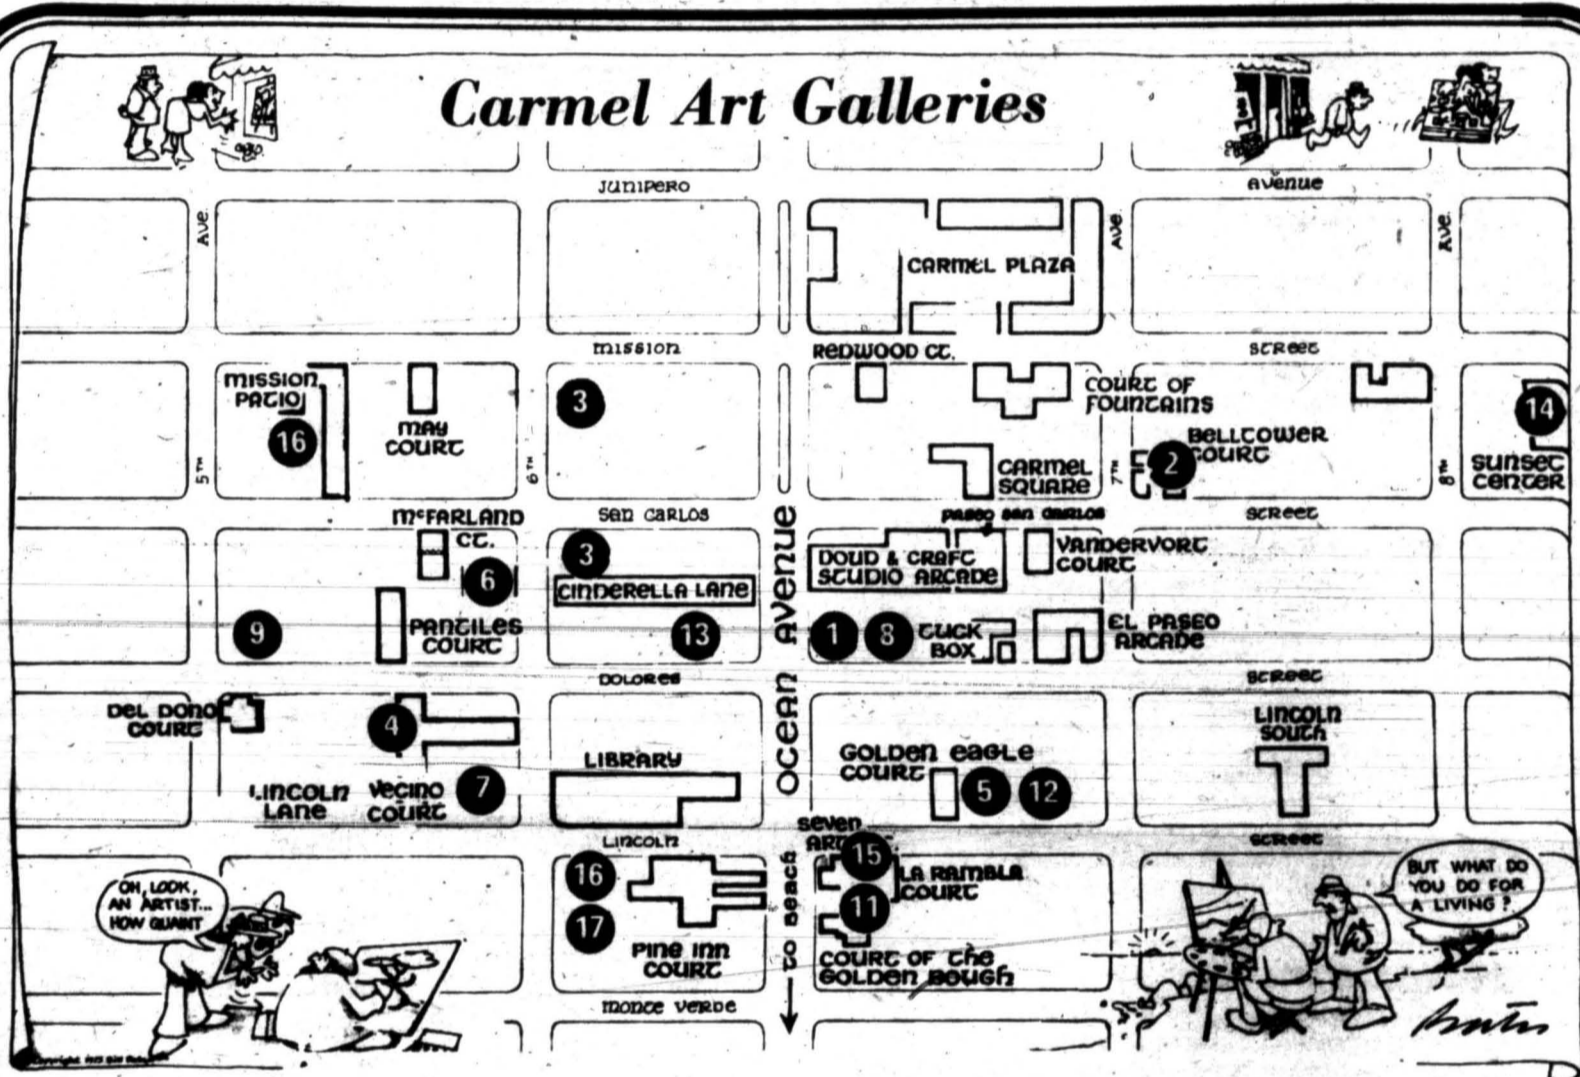 Carmel Art Galleries
JUNIPERO
AVENUE
AVE.
AVE.
AVE.
CARMEL PLAZA
MISSION
REDWOOD CT.
STREET
MISSION
PATIO
16
MAY
COURT
3
COURT OF
FOUNTAINS
14
BELLTOWER
COURT
2
CARMEL
SQUARE
SUNSET
CENTER
5TH
6TH
7TH
8TH
McFARLAND
CT.
SAN CARLOS
PASEO SAN CARLOS
STREET
3
6
CINDERELLA LANE
DOUD & CRAFT
STUDIO ARCADE
VANDERVORT
COURT
9
PANTILES
COURT
13
1
8
TUCK
BOX
EL PASEO
ARCADE
OCEAN AVENUE
DOLORES
STREET
DEL DONO
COURT
4
LINCOLN
LANE
VECINO
COURT
7
LIBRARY
GOLDEN EAGLE
COURT
5
12
LINCOLN
SOUTH
LINCOLN
SEVEN
15
STREET
16
17
PINE INN
COURT
TO BEACH
LA RAMBLA
COURT
11
COURT OF THE
GOLDEN BOUGH
MONTE VERDE
OH, LOOK,
AN ARTIST...
HOW QUAINT
BUT WHAT DO
YOU DO FOR
A LIVING?